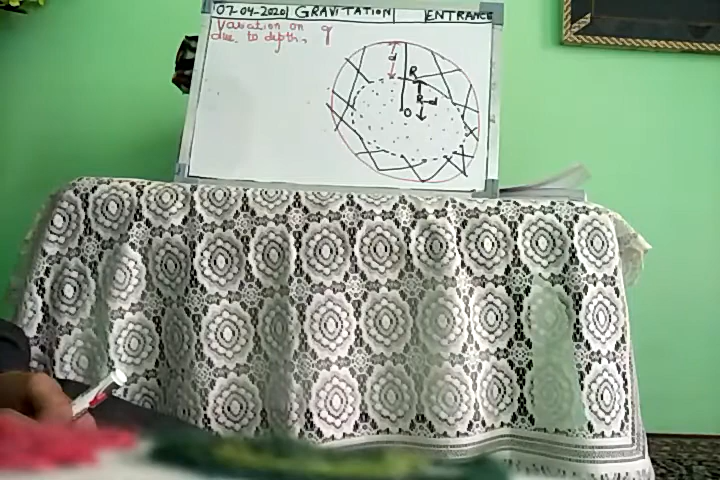 07-04-2020 GRAVITATION ENTRANCE
Variation on g
due to depth.
d
R
R-d
O